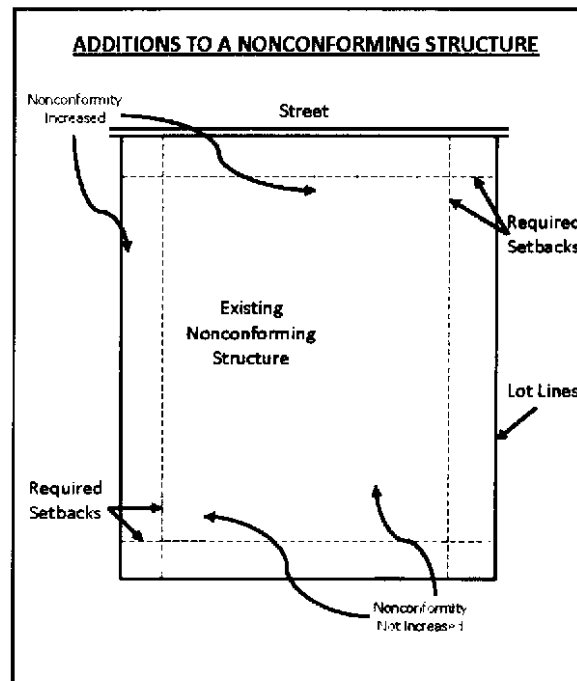 ADDITIONS TO A NONCONFORMING STRUCTURE
Nonconformity
Increased
Street
Required
Setbacks
Existing
Nonconforming
Structure
Lot Lines
Required
Setbacks
Nonconformity
Not Increased